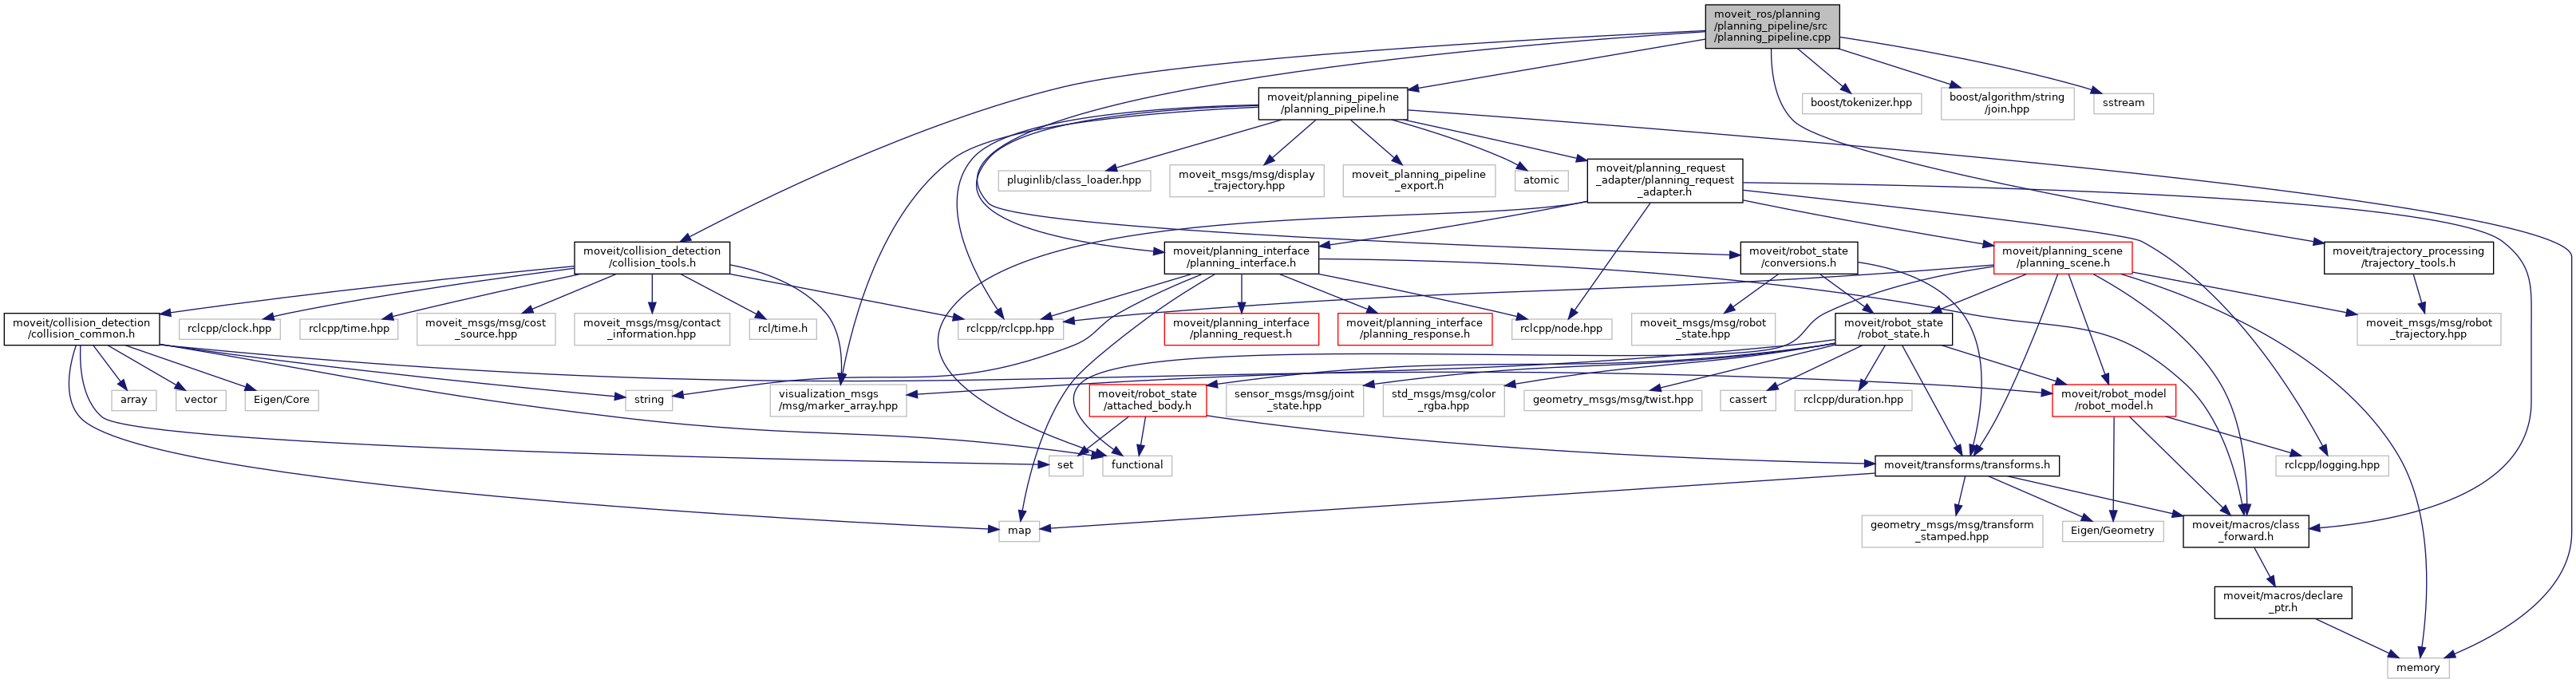 moveit_ros/planning
/planning_pipeline/src
/planning_pipeline.cpp
moveit/planning_pipeline
/planning_pipeline.h
boost/tokenizer.hpp
boost/algorithm/string
/join.hpp
sstream
pluginlib/class_loader.hpp
moveit_msgs/msg/display
_trajectory.hpp
moveit_planning_pipeline
_export.h
atomic
moveit/planning_request
_adapter/planning_request
_adapter.h
moveit/collision_detection
/collision_tools.h
moveit/planning_interface
/planning_interface.h
moveit/robot_state
/conversions.h
moveit/planning_scene
/planning_scene.h
moveit/trajectory_processing
/trajectory_tools.h
moveit/collision_detection
/collision_common.h
rclcpp/clock.hpp
rclcpp/time.hpp
moveit_msgs/msg/cost
_source.hpp
moveit_msgs/msg/contact
_information.hpp
rcl/time.h
rclcpp/rclcpp.hpp
moveit/planning_interface
/planning_request.h
moveit/planning_interface
/planning_response.h
rclcpp/node.hpp
moveit_msgs/msg/robot
_state.hpp
moveit/robot_state
/robot_state.h
moveit_msgs/msg/robot
_trajectory.hpp
array
vector
Eigen/Core
string
visualization_msgs
/msg/marker_array.hpp
moveit/robot_state
/attached_body.h
sensor_msgs/msg/joint
_state.hpp
std_msgs/msg/color
_rgba.hpp
geometry_msgs/msg/twist.hpp
cassert
rclcpp/duration.hpp
moveit/robot_model
/robot_model.h
set
functional
moveit/transforms/transforms.h
rclcpp/logging.hpp
map
geometry_msgs/msg/transform
_stamped.hpp
Eigen/Geometry
moveit/macros/class
_forward.h
moveit/macros/declare
_ptr.h
memory